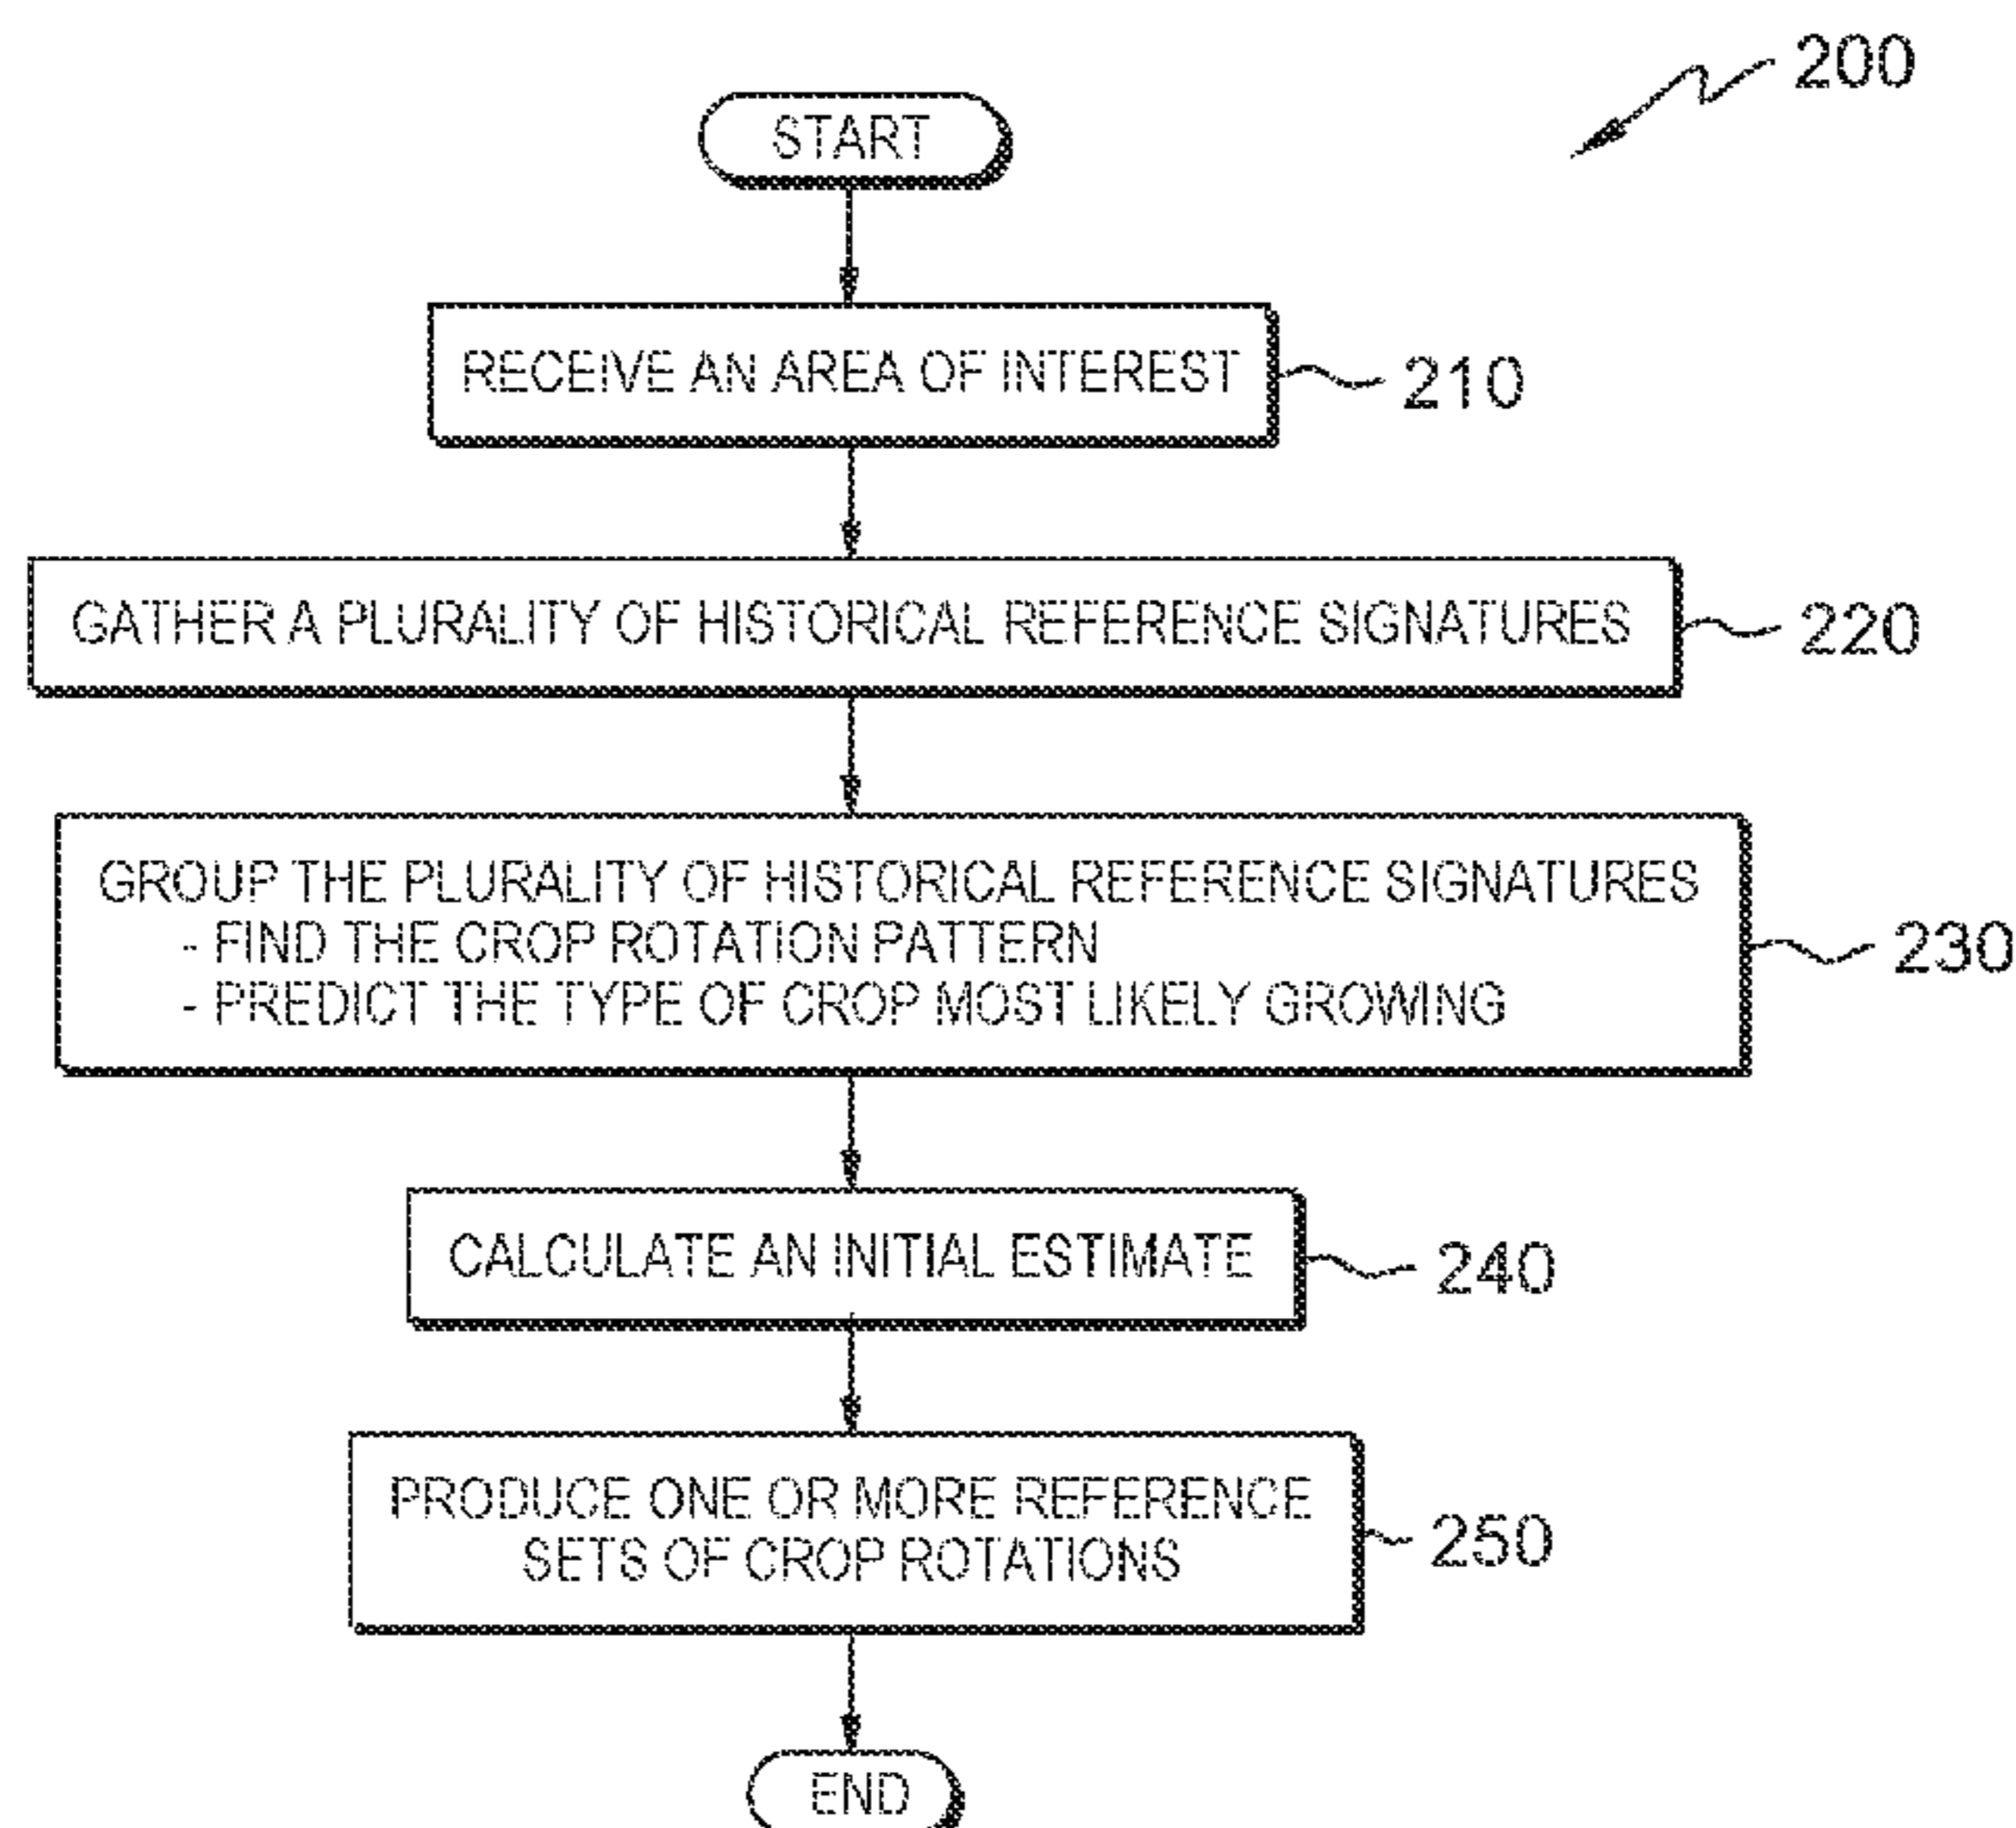 200
START
RECEIVE AN AREA OF INTEREST
210
GATHER A PLURALITY OF HISTORICAL REFERENCE SIGNATURES
220
GROUP THE PLURALITY OF HISTORICAL REFERENCE SIGNATURES
- FIND THE CROP ROTATION PATTERN
- PREDICT THE TYPE OF CROP MOST LIKELY GROWING
230
CALCULATE AN INITIAL ESTIMATE
240
PRODUCE ONE OR MORE REFERENCE
SETS OF CROP ROTATIONS
250
END